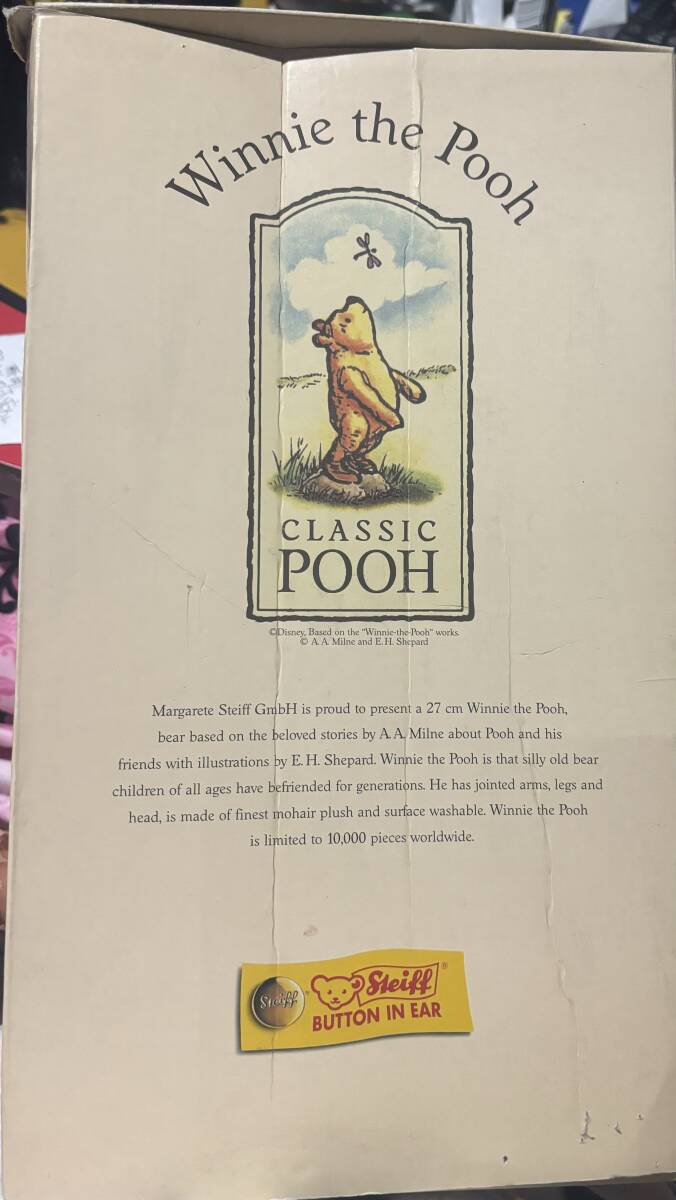 Winnie the Pooh
CLASSIC
POOH
©Disney. Based on the "Winnie-the-Pooh" works.
© A. A. Milne and E. H. Shepard
Margarete Steiff GmbH is proud to present a 27 cm Winnie the Pooh,
bear based on the beloved stories by A. A. Milne about Pooh and his
friends with illustrations by E. H. Shepard. Winnie the Pooh is that silly old bear
children of all ages have befriended for generations. He has jointed arms, legs and
head, is made of finest mohair plush and surface washable. Winnie the Pooh
is limited to 10,000 pieces worldwide.
Steiff
Steiff®
BUTTON IN EAR